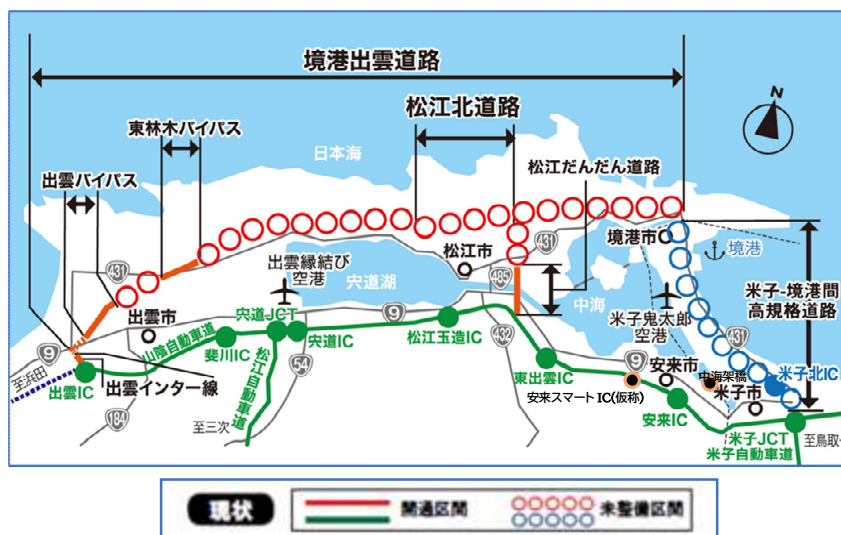 境港出雲道路
松江北道路
東林木バイパス
日本海
松江だんだん道路
出雲バイパス
N
431
出雲縁結び
空港
宍道湖
松江市
431
485
境港市
境港
中海
米子-境港間
高規格道路
出雲市
宍道JCT
9
米子鬼太郎
空港
431
9
山陰自動車道
斐川IC
宍道IC
松江玉造IC
432
9
安来市
中海架橋
米子北IC
至浜田
出雲IC
出雲インター線
松江自動車道
54
東出雲IC
安来スマートIC(仮称)
米子市
184
至三次
安来IC
米子JCT
米子自動車道
至鳥取
現状
開通区間
未整備区間